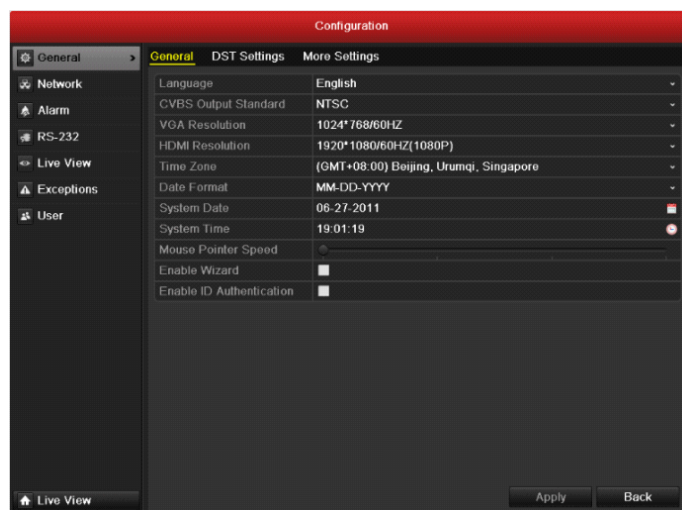 Configuration
General
Network
Alarm
RS-232
Live View
Exceptions
User
Live View
General DST Settings More Settings
Language English
CVBS Output Standard NTSC
VGA Resolution 1024*768/60HZ
HDMI Resolution 1920*1080/60HZ(1080P)
Time Zone (GMT+08:00) Beijing, Urumqi, Singapore
Date Format MM-DD-YYYY
System Date 06-27-2011
System Time 19:01:19
Mouse Pointer Speed
Enable Wizard
Enable ID Authentication
Apply Back